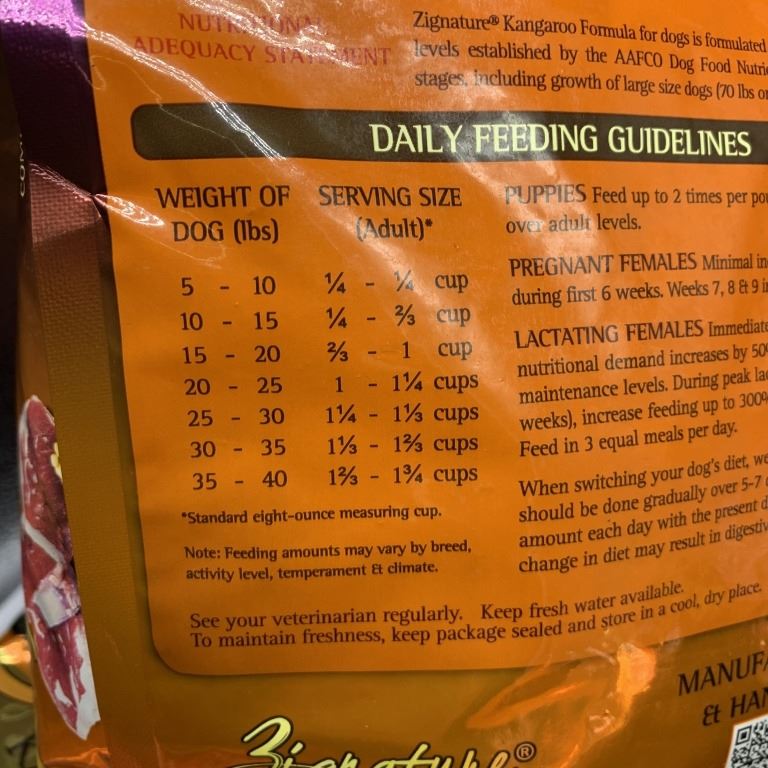 NUTRITIONAL
ADEQUACY STATEMENT
Zignature® Kangaroo Formula for dogs is formulated
levels established by the AAFCO Dog Food Nutri
stages, including growth of large size dogs (70 lbs or
DAILY FEEDING GUIDELINES
WEIGHT OF SERVING SIZE
DOG (lbs) (Adult)*
5 - 10 ¼ - ¼ cup
10 - 15 ¼ - ⅔ cup
15 - 20 ⅔ - 1 cup
20 - 25 1 - 1¼ cups
25 - 30 1¼ - 1⅓ cups
30 - 35 1⅓ - 1⅔ cups
35 - 40 1⅔ - 1¾ cups
*Standard eight-ounce measuring cup.
Note: Feeding amounts may vary by breed,
activity level, temperament & climate.
PUPPIES Feed up to 2 times per pou
over adult levels.
PREGNANT FEMALES Minimal in
during first 6 weeks. Weeks 7, 8 & 9 i
LACTATING FEMALES Immediate
nutritional demand increases by 50
maintenance levels. During peak lac
weeks), increase feeding up to 300%
Feed in 3 equal meals per day.
When switching your dog's diet, we
should be done gradually over 5-7
amount each day with the present d
change in diet may result in digestiv
See your veterinarian regularly. Keep fresh water available.
To maintain freshness, keep package sealed and store in a cool, dry place.
MANUFA
& HAN
Zignature®